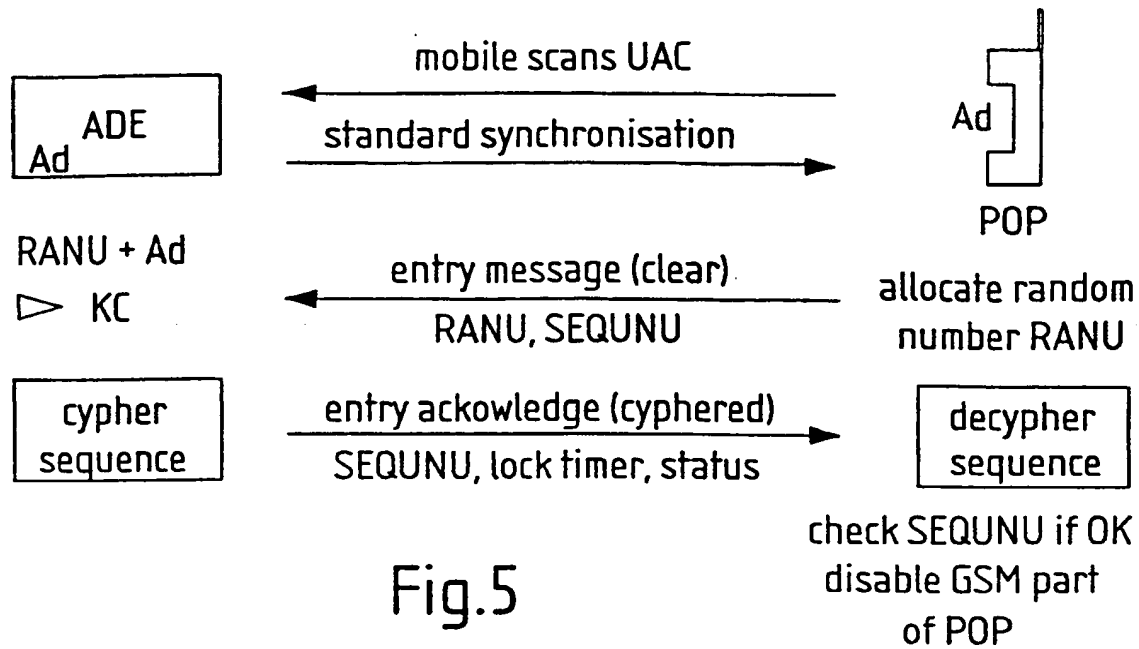 mobile scans UAC
ADE
Ad
standard synchronisation
Ad
POP
RANU + Ad
▷ KC
entry message (clear)
RANU, SEQUNU
allocate random
number RANU
cypher
sequence
entry ackowledge (cyphered)
SEQUNU, lock timer, status
decypher
sequence
check SEQUNU if OK
disable GSM part
of POP
Fig.5